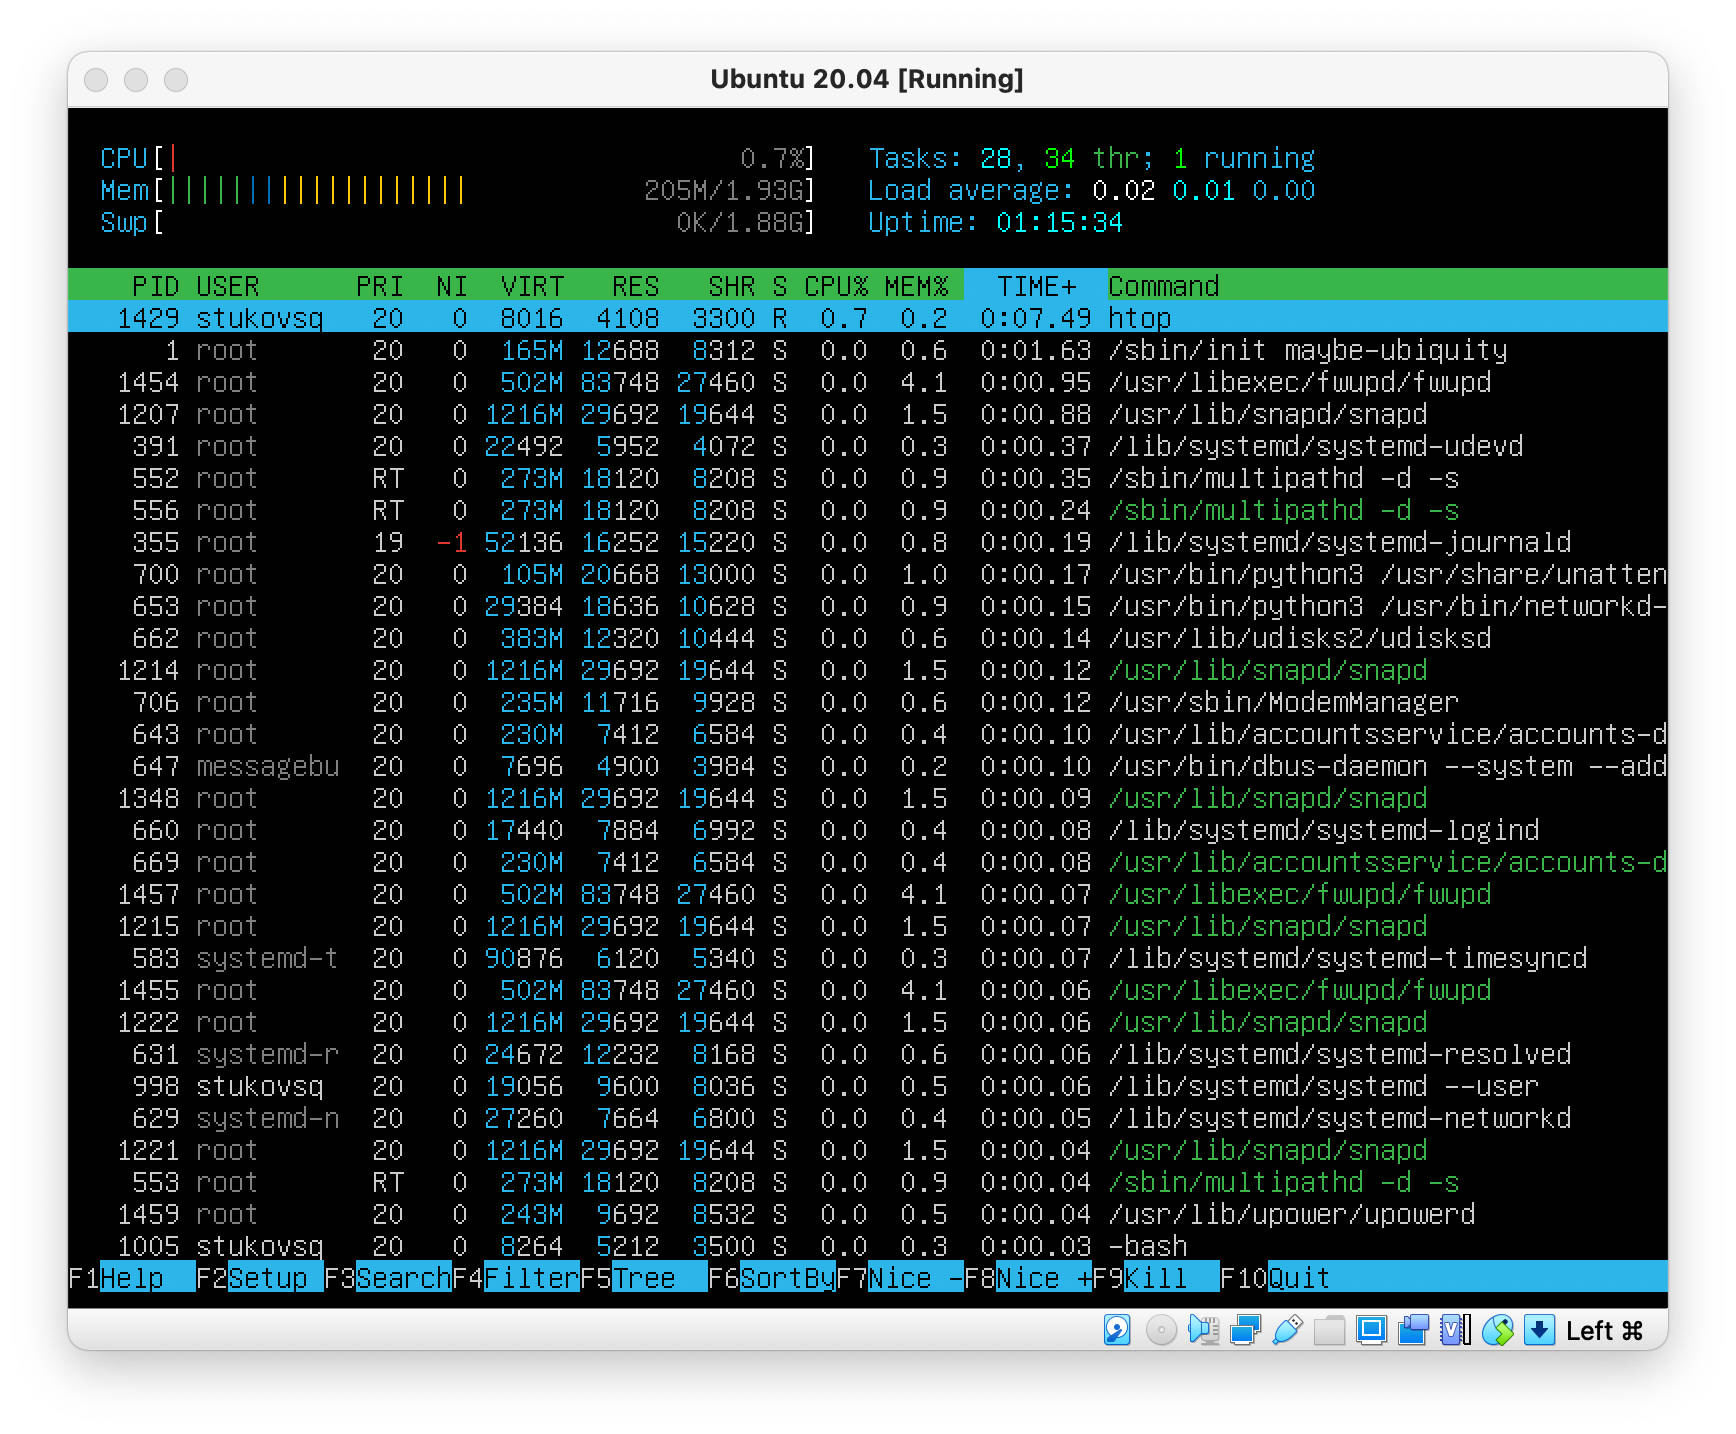 Ubuntu 20.04 [Running]
CPU[| 0.7%] Tasks: 28, 34 thr; 1 running
Mem[||||||||||||||||||| 205M/1.93G] Load average: 0.02 0.01 0.00
Swp[ 0K/1.88G] Uptime: 01:15:34
PID USER PRI NI VIRT RES SHR S CPU% MEM% TIME+ Command
1429 stukovsq 20 0 8016 4108 3300 R 0.7 0.2 0:07.49 htop
1 root 20 0 165M 12688 8312 S 0.0 0.6 0:01.63 /sbin/init maybe-ubiquity
1454 root 20 0 502M 83748 27460 S 0.0 4.1 0:00.95 /usr/libexec/fwupd/fwupd
1207 root 20 0 1216M 29692 19644 S 0.0 1.5 0:00.88 /usr/lib/snapd/snapd
391 root 20 0 22492 5952 4072 S 0.0 0.3 0:00.37 /lib/systemd/systemd-udevd
552 root RT 0 273M 18120 8208 S 0.0 0.9 0:00.35 /sbin/multipathd -d -s
556 root RT 0 273M 18120 8208 S 0.0 0.9 0:00.24 /sbin/multipathd -d -s
355 root 19 -1 52136 16252 15220 S 0.0 0.8 0:00.19 /lib/systemd/systemd-journald
700 root 20 0 105M 20668 13000 S 0.0 1.0 0:00.17 /usr/bin/python3 /usr/share/unatten
653 root 20 0 29384 18636 10628 S 0.0 0.9 0:00.15 /usr/bin/python3 /usr/bin/networkd-
662 root 20 0 383M 12320 10444 S 0.0 0.6 0:00.14 /usr/lib/udisks2/udisksd
1214 root 20 0 1216M 29692 19644 S 0.0 1.5 0:00.12 /usr/lib/snapd/snapd
706 root 20 0 235M 11716 9928 S 0.0 0.6 0:00.12 /usr/sbin/ModemManager
643 root 20 0 230M 7412 6584 S 0.0 0.4 0:00.10 /usr/lib/accountsservice/accounts-d
647 messagebu 20 0 7696 4900 3984 S 0.0 0.2 0:00.10 /usr/bin/dbus-daemon --system --add
1348 root 20 0 1216M 29692 19644 S 0.0 1.5 0:00.09 /usr/lib/snapd/snapd
660 root 20 0 17440 7884 6992 S 0.0 0.4 0:00.08 /lib/systemd/systemd-logind
669 root 20 0 230M 7412 6584 S 0.0 0.4 0:00.08 /usr/lib/accountsservice/accounts-d
1457 root 20 0 502M 83748 27460 S 0.0 4.1 0:00.07 /usr/libexec/fwupd/fwupd
1215 root 20 0 1216M 29692 19644 S 0.0 1.5 0:00.07 /usr/lib/snapd/snapd
583 systemd-t 20 0 90876 6120 5340 S 0.0 0.3 0:00.07 /lib/systemd/systemd-timesyncd
1455 root 20 0 502M 83748 27460 S 0.0 4.1 0:00.06 /usr/libexec/fwupd/fwupd
1222 root 20 0 1216M 29692 19644 S 0.0 1.5 0:00.06 /usr/lib/snapd/snapd
631 systemd-r 20 0 24672 12232 8168 S 0.0 0.6 0:00.06 /lib/systemd/systemd-resolved
998 stukovsq 20 0 19056 9600 8036 S 0.0 0.5 0:00.06 /lib/systemd/systemd --user
629 systemd-n 20 0 27260 7664 6800 S 0.0 0.4 0:00.05 /lib/systemd/systemd-networkd
1221 root 20 0 1216M 29692 19644 S 0.0 1.5 0:00.04 /usr/lib/snapd/snapd
553 root RT 0 273M 18120 8208 S 0.0 0.9 0:00.04 /sbin/multipathd -d -s
1459 root 20 0 243M 9692 8532 S 0.0 0.5 0:00.04 /usr/lib/upower/upowerd
1005 stukovsq 20 0 8264 5212 3500 S 0.0 0.3 0:00.03 -bash
F1Help F2Setup F3SearchF4FilterF5Tree F6SortByF7Nice -F8Nice +F9Kill F10Quit
Left ⌘